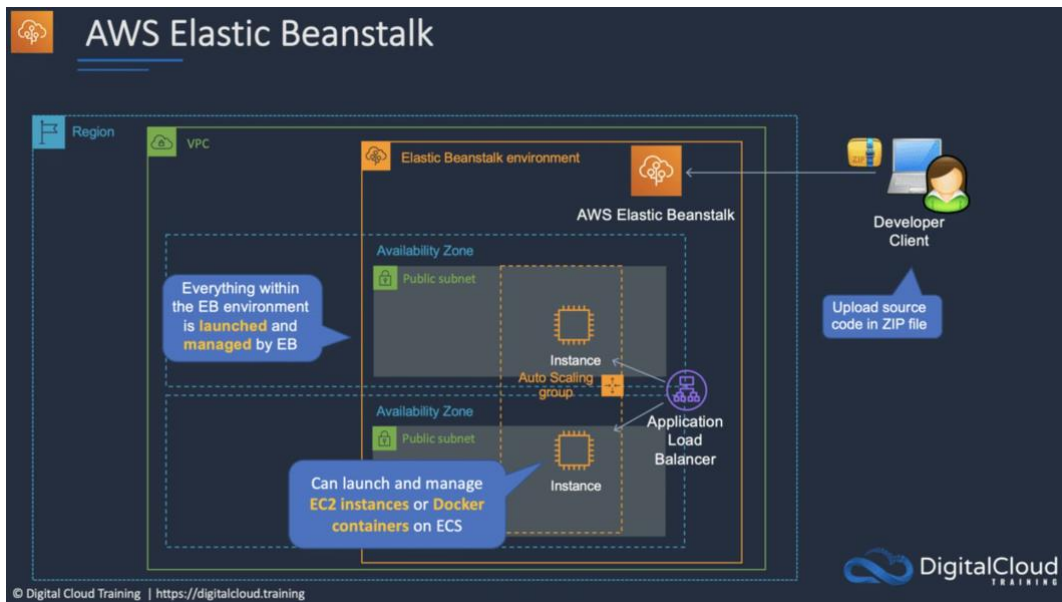 AWS Elastic Beanstalk
Region
VPC
Elastic Beanstalk environment
ZIP
AWS Elastic Beanstalk
Developer
Client
Availability Zone
Public subnet
Everything within
the EB environment
is launched and
managed by EB
Upload source
code in ZIP file
Instance
Auto Scaling
group
Availability Zone
Public subnet
Application
Load
Balancer
Can launch and manage
EC2 instances or Docker
containers on ECS
Instance
DigitalCloud
TRAINING
© Digital Cloud Training | https://digitalcloud.training